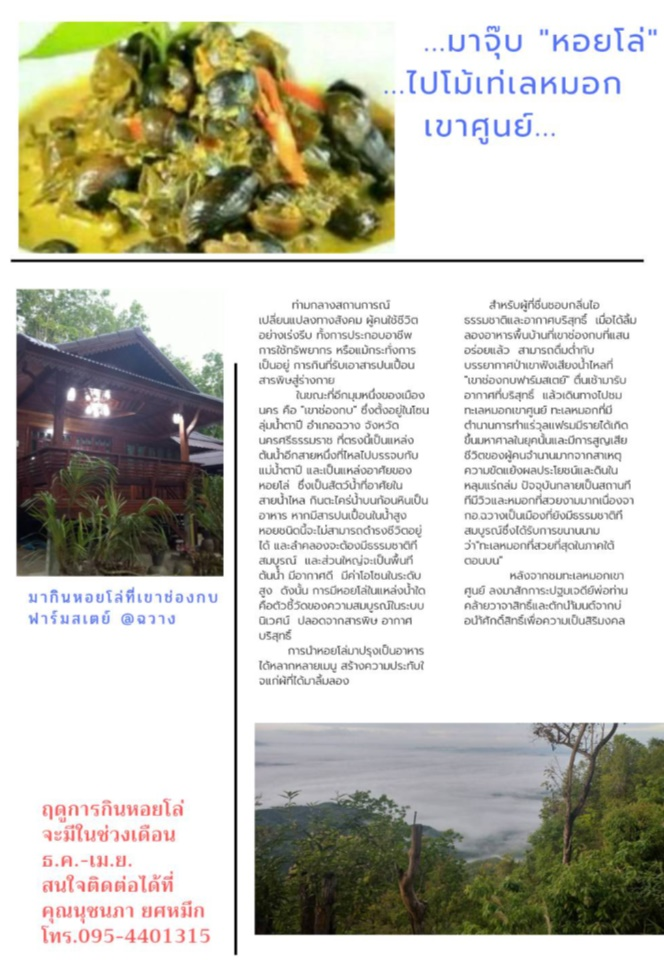 ...มาจุ๊บ "หอยโล่"
...ไปโม้เท่เลหมอก
เขาศูนย์...
ท่ามกลางสถานการณ์
เปลี่ยนแปลงทางสังคม ผู้คนใช้ชีวิต
อย่างเร่งรีบ ทั้งการประกอบอาชีพ
การใช้ทรัพยากร หรือแม้กระทั่งการ
เป็นอยู่ การกินที่รับเอาสารปนเปื้อน
สารพิษสู่ร่างกาย
ในขณะที่อีกมุมหนึ่งของเมือง
นคร คือ "เขาช่องกบ" ซึ่งตั้งอยู่ในโซน
ลุ่มน้ำตาปี อำเภอฉวาง จังหวัด
นครศรีธรรมราช ที่ตรงนี้เป็นแหล่ง
ต้นน้ำอีกสายหนึ่งที่ไหลไปบรรจบกับ
แม่น้ำตาปี และเป็นแหล่งอาศัยของ
หอยโล่ ซึ่งเป็นสัตว์น้ำที่อาศัยใน
สายน้ำไหล กินตะไคร่น้ำบนก้อนหินเป็น
อาหาร หากมีสารปนเปื้อนในน้ำสูง
หอยชนิดนี้จะไม่สามารถดำรงชีวิตอยู่
ได้ และลำคลองจะต้องมีธรรมชาติที่
สมบูรณ์ และส่วนใหญ่จะเป็นพื้นที่
ต้นน้ำ มีอากาศดี มีค่าโอโซนในระดับ
สูง ดังนั้น การมีหอยโล่ในแหล่งน้ำใด
คือตัวชี้วัดของความสมบูรณ์ในระบบ
นิเวศน์ ปลอดจากสารพิษ อากาศ
บริสุทธิ์
การนำหอยโล่มาปรุงเป็นอาหาร
ได้หลากหลายเมนู สร้างความประทับใ
จแก่ผู้ที่ได้มาลิ้มลอง
สำหรับผู้ที่ชื่นชอบกลิ่นไอ
ธรรมชาติและอากาศบริสุทธิ์ เมื่อได้ลิ้ม
ลองอาหารพื้นบ้านที่เขาช่องกบที่แสน
อร่อยแล้ว สามารถดื่มด่ำกับ
บรรยากาศป่าเขาฟังเสียงน้ำไหลที่
"เขาช่องกบฟาร์มสเตย์" ตื่นเช้ามารับ
อากาศที่บริสุทธิ์ แล้วเดินทางไปชม
ทะเลหมอกเขาศูนย์ ทะเลหมอกที่มี
ตำนานการทำแร่วุลแฟรมมีรายได้เกิด
ขึ้นมหาศาลในยุคนั้นและมีการสูญเสีย
ชีวิตของผู้คนจำนวนมากจากสาเหตุ
ความขัดแย้งผลประโยชน์และดินใน
หลุมแร่ถล่ม ปัจจุบันกลายเป็นสถานที่
ที่มีวิวและหมอกที่สวยงามมากเนื่องจา
กอ.ฉวางเป็นเมืองที่ยังมีธรรมชาติที่
สมบูรณ์ซึ่งได้รับการขนานนาม
ว่า"ทะเลหมอกที่สวยที่สุดในภาคใต้
ตอนบน"
หลังจากชมทะเลหมอกเขา
ศูนย์ ลงมาสักการะปฐมเจดีย์พ่อท่าน
คล้ายวาจาสิทธิ์และตักน้ำมนต์จากบ่
อน้ำศักดิ์สิทธิ์เพื่อความเป็นสิริมงคล
มากินหอยโล่ที่เขาช่องกบ
ฟาร์มสเตย์ @ฉวาง
ฤดูการกินหอยโล่
จะมีในช่วงเดือน
ธ.ค.-เม.ย.
สนใจติดต่อได้ที่
คุณนุชนภา ยศหมึก
โทร.095-4401315